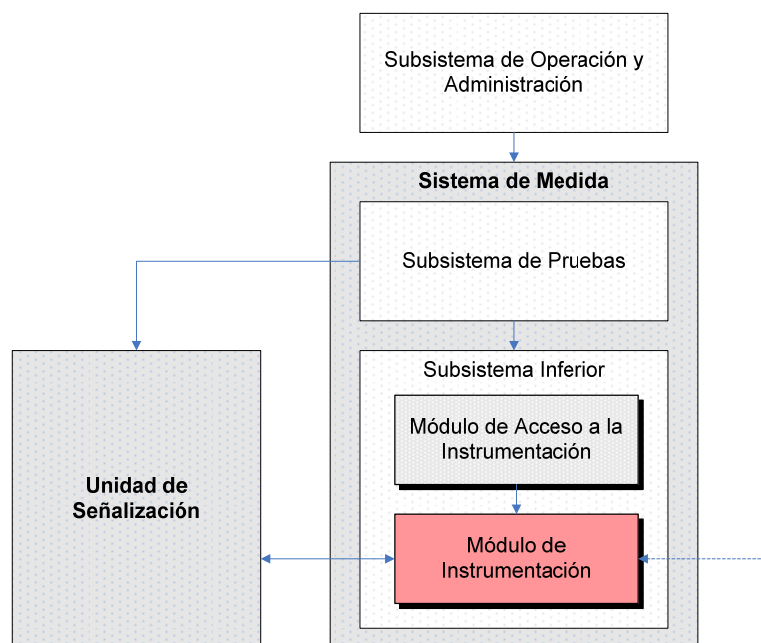 Subsistema de Operación y
Administración
Sistema de Medida
Subsistema de Pruebas
Subsistema Inferior
Módulo de Acceso a la
Instrumentación
Unidad de
Señalización
Módulo de
Instrumentación